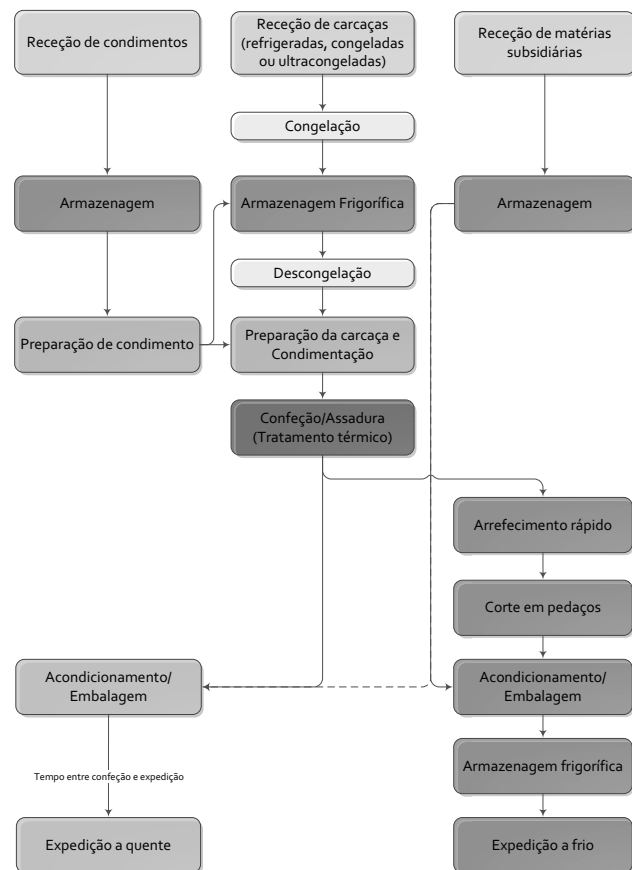 Receção de condimentos
Receção de carcaças
(refrigeradas, congeladas
ou ultracongeladas)
Receção de matérias
subsidiárias
Congelação
Armazenagem
Armazenagem Frigorífica
Armazenagem
Descongelação
Preparação de condimento
Preparação da carcaça e
Condimentação
Confeção/Assadura
(Tratamento térmico)
Arrefecimento rápido
Corte em pedaços
Acondicionamento/
Embalagem
Acondicionamento/
Embalagem
Tempo entre confeção e expedição
Armazenagem frigorífica
Expedição a quente
Expedição a frio